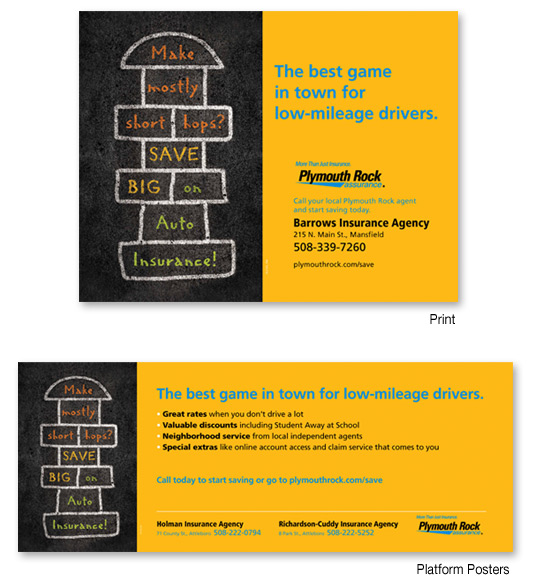 Make
mostly
short hops?
SAVE
BIG on
Auto
Insurance!
The best game
in town for
low-mileage drivers.
More Than Just Insurance.
Plymouth Rock
assurance®
Call your local Plymouth Rock agent
and start saving today.
Barrows Insurance Agency
215 N. Main St., Mansfield
508-339-7260
plymouthrock.com/save
Print
Make
mostly
short hops?
SAVE
BIG on
Auto
Insurance!
The best game in town for low-mileage drivers.
• Great rates when you don't drive a lot
• Valuable discounts including Student Away at School
• Neighborhood service from local independent agents
• Special extras like online account access and claim service that comes to you
Call today to start saving or go to plymouthrock.com/save
Holman Insurance Agency
County St., Attleboro 508-222-0794
Richardson-Cuddy Insurance Agency
8 Park St., Attleboro 508-222-5252
More Than Just Insurance.
Plymouth Rock
assurance®
Platform Posters